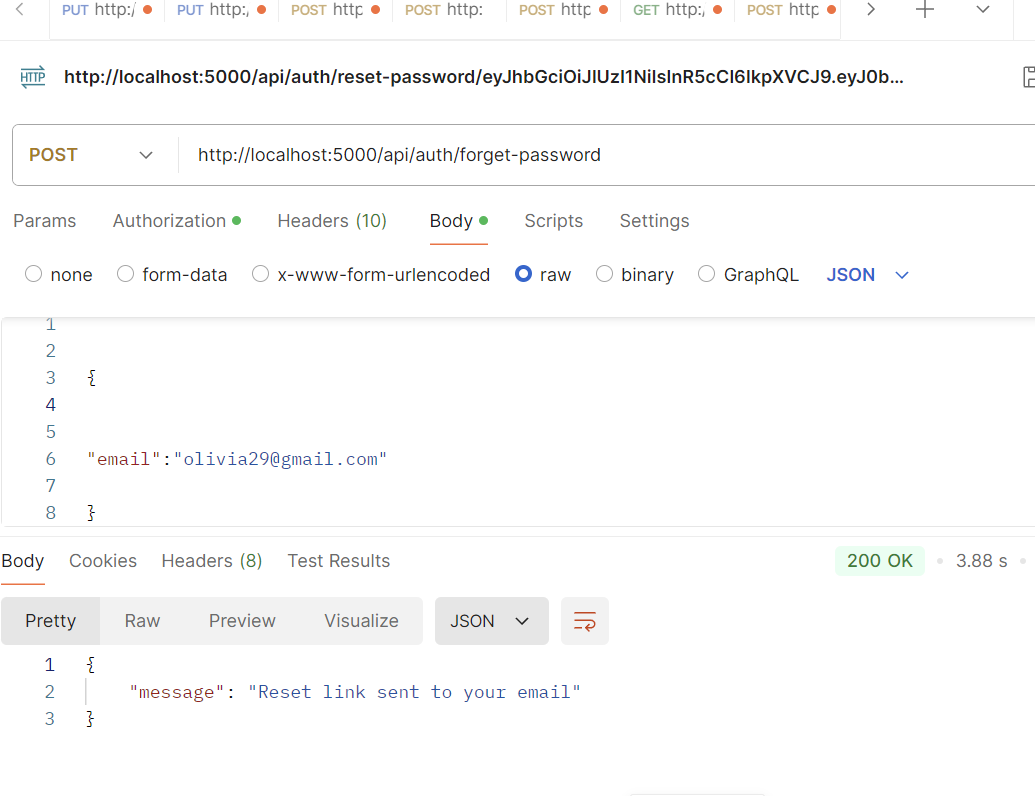 PUT http:/ PUT http:, POST http POST http: POST http GET http:, POST http
HTTP http://localhost:5000/api/auth/reset-password/eyJhbGciOiJIUzI1NiIsInR5cCI6IkpXVCJ9.eyJ0b...
POST http://localhost:5000/api/auth/forget-password
Params Authorization Headers (10) Body Scripts Settings
none form-data x-www-form-urlencoded raw binary GraphQL JSON
1
2
3 {
4
5
6 "email":"olivia29@gmail.com"
7
8 }
Body Cookies Headers (8) Test Results 200 OK 3.88 s
Pretty Raw Preview Visualize JSON
1 {
2 "message": "Reset link sent to your email"
3 }